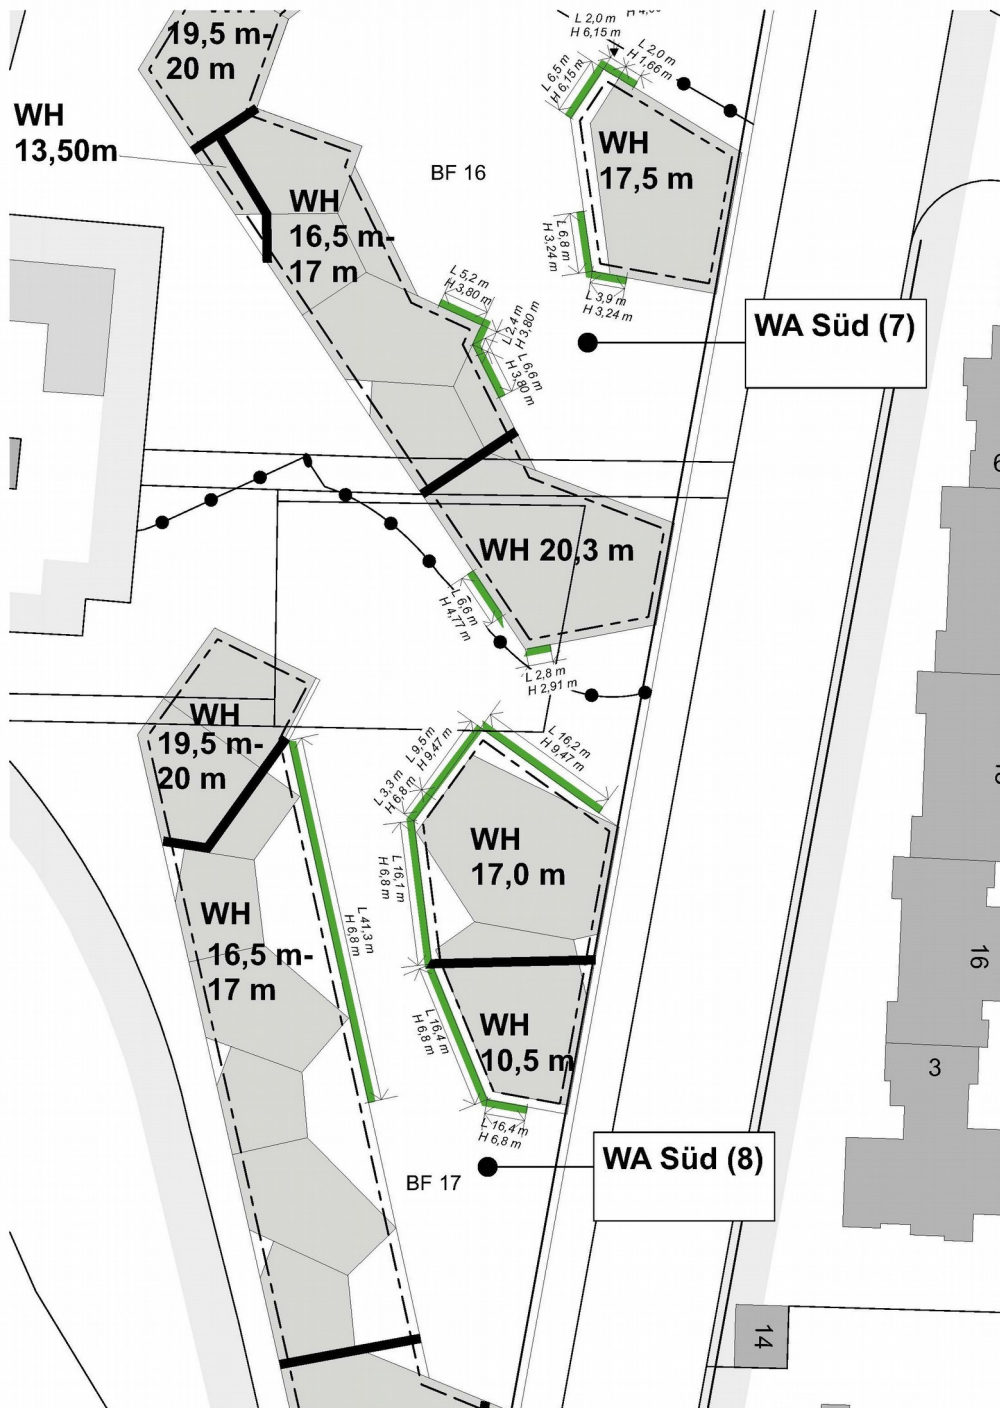 WH
19,5 m-
20 m
L 2,0 m
H 6,15 m
L 2,0 m
H 1,66 m
L 6,5 m
H 6,15 m
WH
13,50m
WH
17,5 m
BF 16
WH
16,5 m-
17 m
L 6,8 m
H 3,24 m
L 3,9 m
H 3,24 m
L 5,2 m
H 3,80 m
L 2,4 m
H 3,80 m
L 6,6 m
H 3,80 m
WA Süd (7)
6
WH 20,3 m
L 6,6 m
H 4,77 m
L 2,8 m
H 2,91 m
WH
19,5 m-
20 m
L 9,5 m
H 9,47 m
L 16,2 m
H 9,47 m
L 3,3 m
H 6,8 m
WH
17,0 m
L 16,1 m
H 6,8 m
L 41,3 m
H 6,8 m
WH
16,5 m-
17 m
16
L 16,4 m
H 6,8 m
WH
10,5 m
3
L 16,4 m
H 6,8 m
WA Süd (8)
BF 17
14